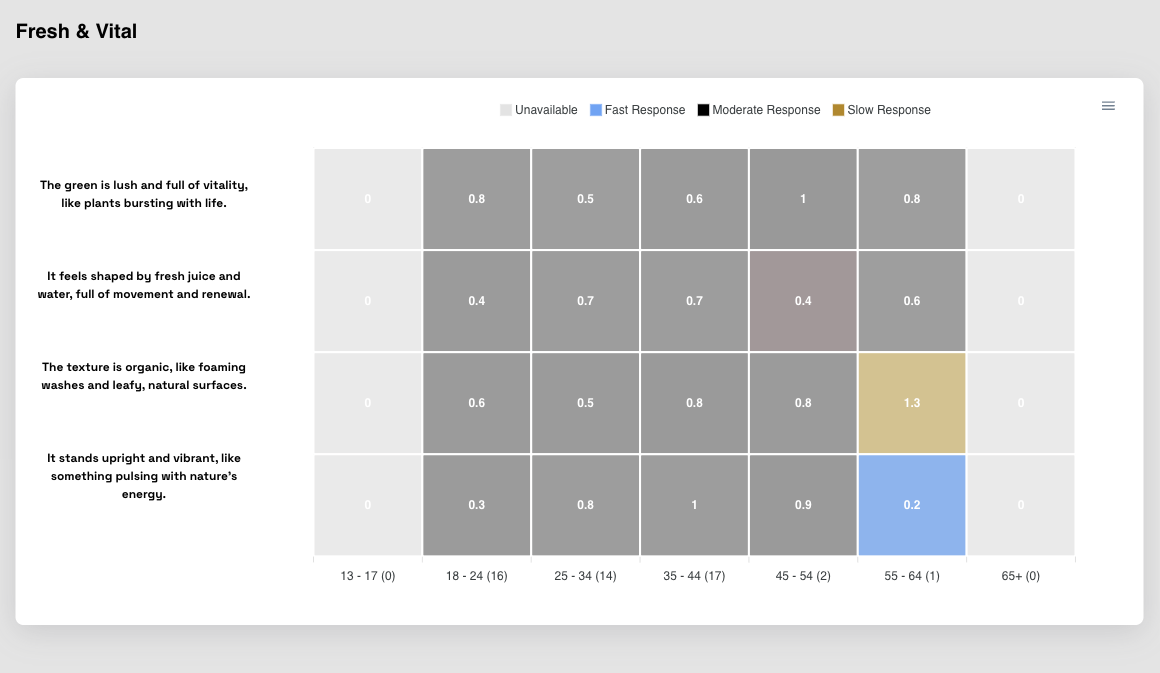 Fresh & Vital
Unavailable Fast Response Moderate Response Slow Response
The green is lush and full of vitality,
like plants bursting with life.
0 0.8 0.5 0.6 1 0.8 0
It feels shaped by fresh juice and
water, full of movement and renewal.
0 0.4 0.7 0.7 0.4 0.6 0
The texture is organic, like foaming
washes and leafy, natural surfaces.
0 0.6 0.5 0.8 0.8 1.3 0
It stands upright and vibrant, like
something pulsing with nature's
energy.
0 0.3 0.8 1 0.9 0.2 0
13 - 17 (0) 18 - 24 (16) 25 - 34 (14) 35 - 44 (17) 45 - 54 (2) 55 - 64 (1) 65+ (0)